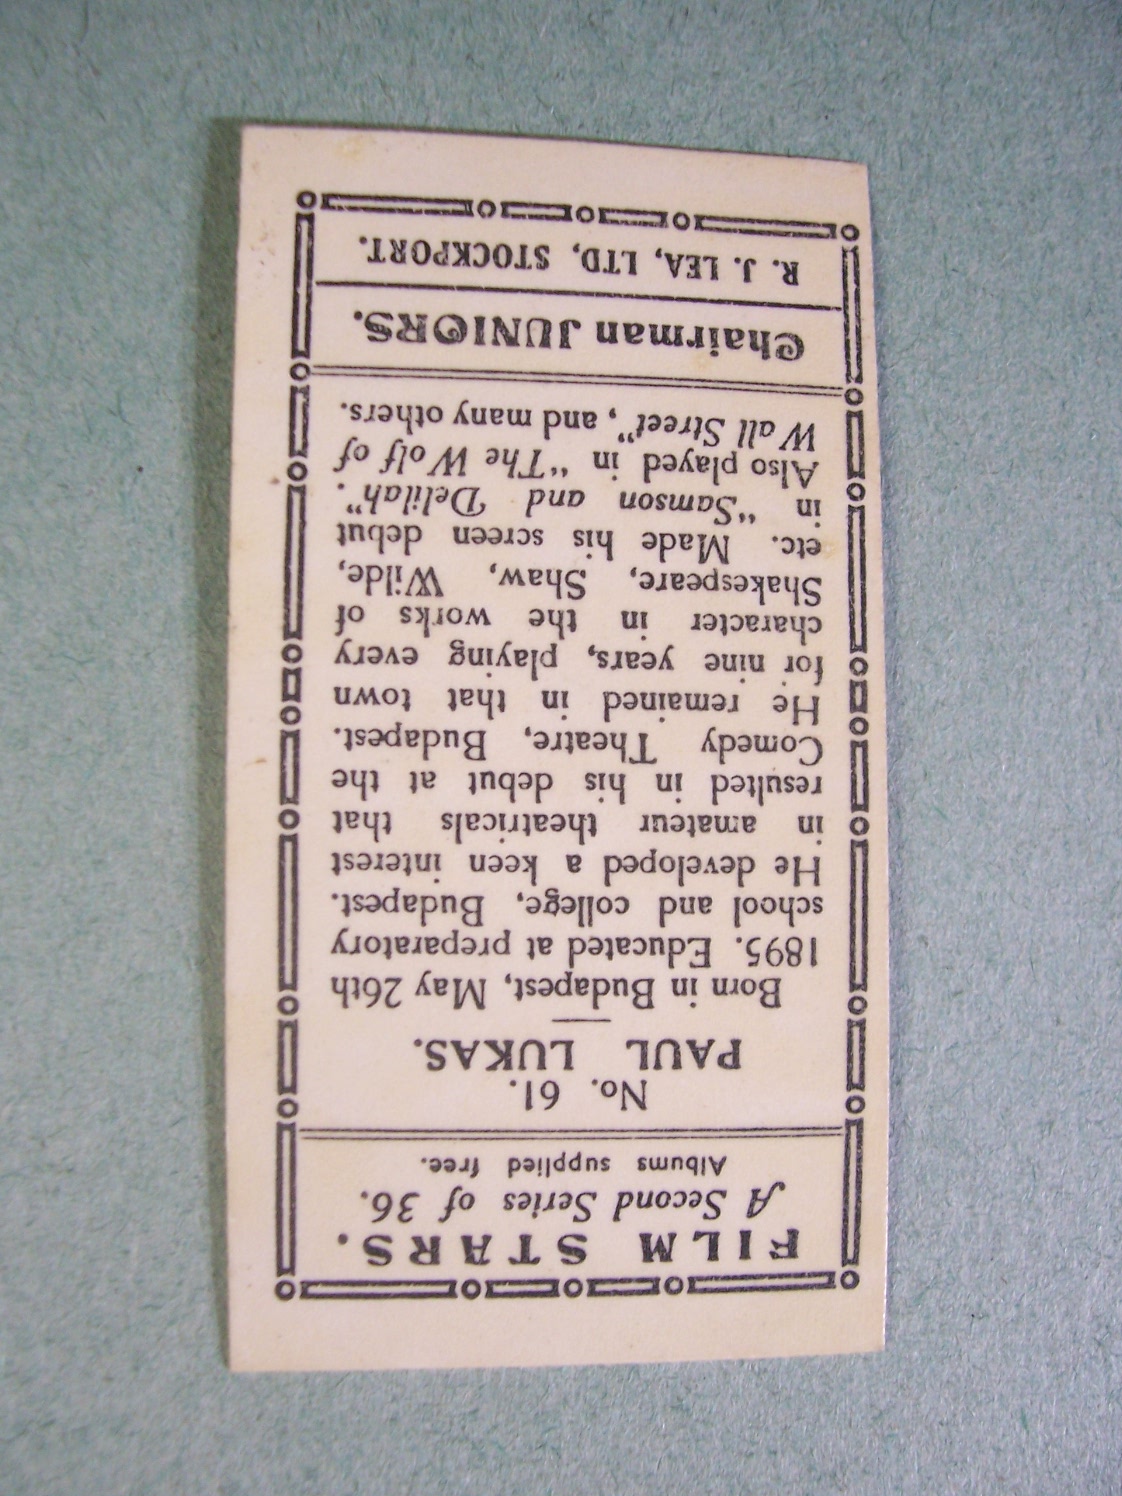 FILM STARS.
A Second Series of 36.
Albums supplied free.
No. 61.
PAUL LUKAS.
Born in Budapest, May 26th
1895. Educated at preparatory
school and college, Budapest.
He developed a keen interest
in amateur theatricals that
resulted in his debut at the
Comedy Theatre, Budapest.
He remained in that town
for nine years, playing every
character in the works of
Shakespeare, Shaw, Wilde,
etc. Made his screen debut
in "Samson and Delilah".
Also played in "The Wolf of
Wall Street", and many others.
Chairman JUNIORS.
R. J. LEA, LTD, STOCKPORT.